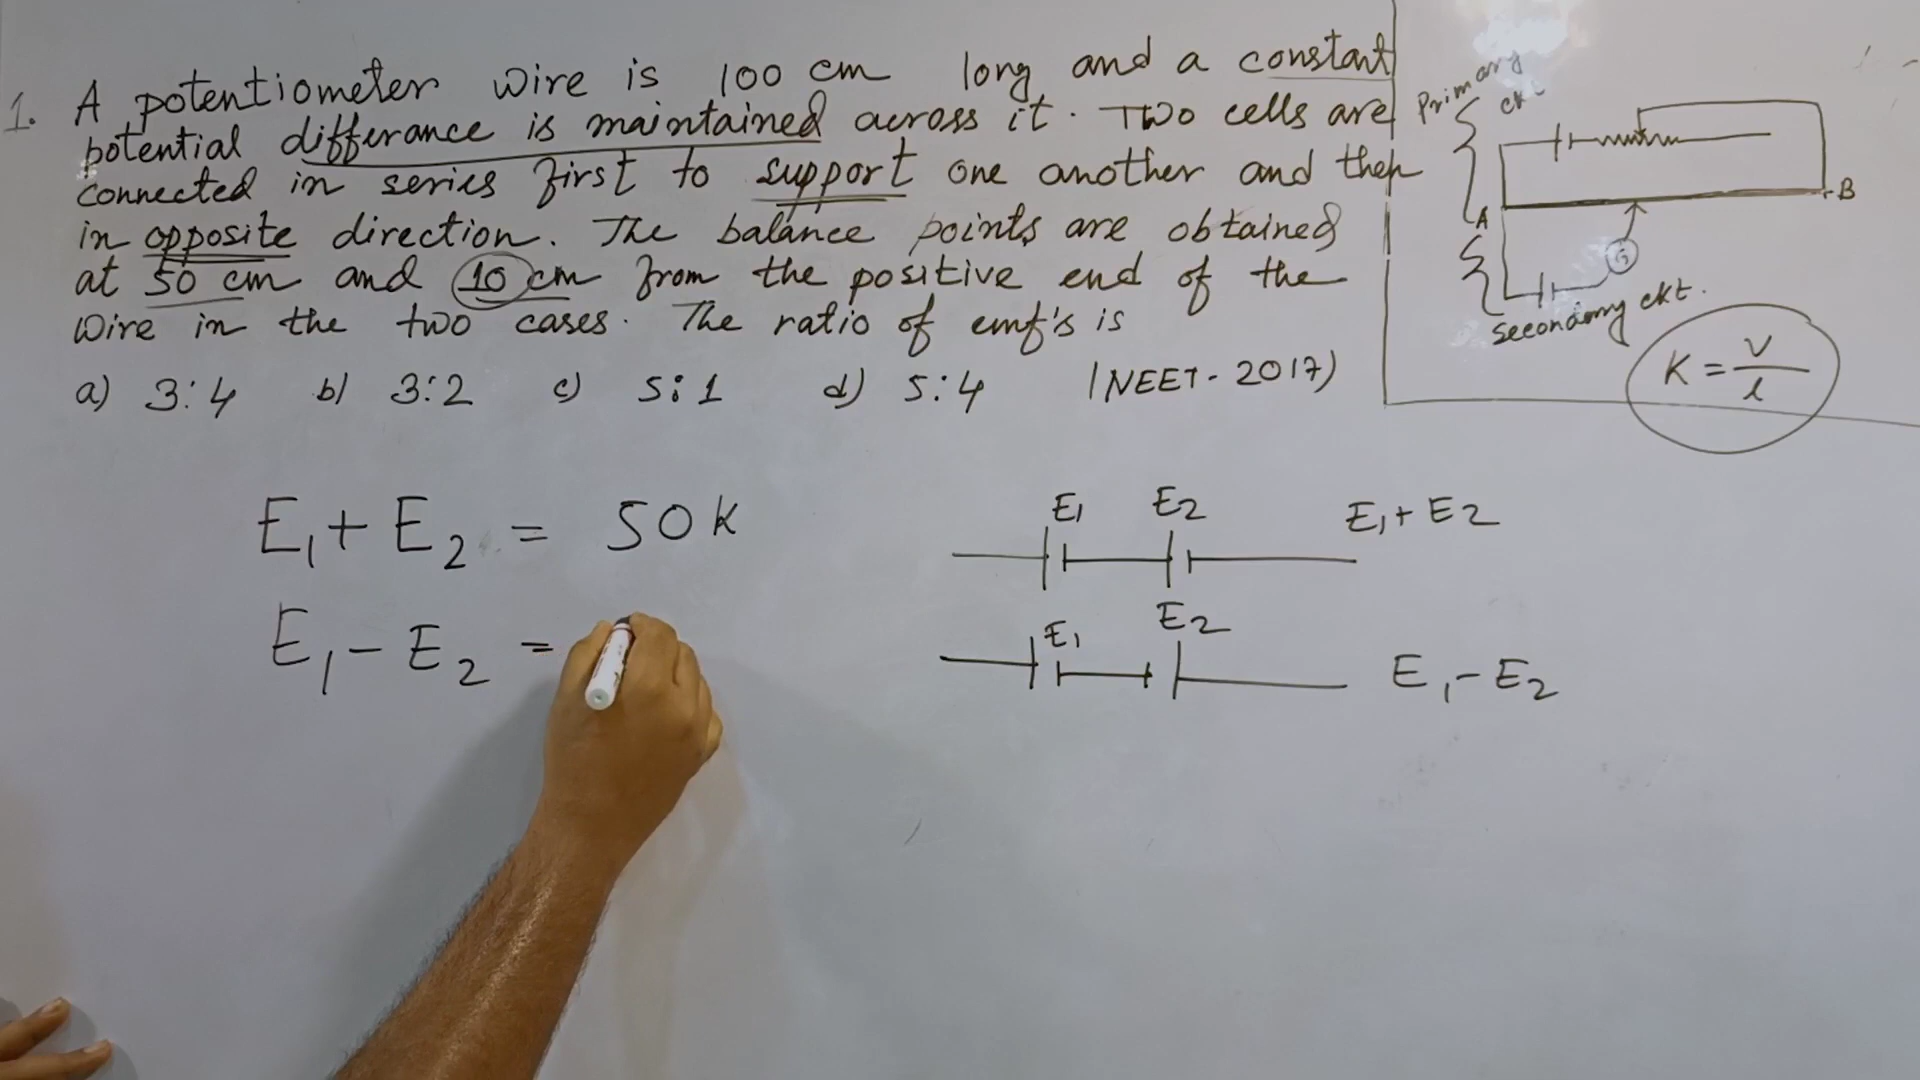 1. A potentiometer wire is 100 cm long and a constant
potential differance is maintained across it. Two cells are
connected in series first to support one another and then
in opposite direction. The balance points are obtained
at 50 cm and 10 cm from the positive end of the
wire in the two cases. The ratio of emf's is
a) 3:4 b) 3:2 c) 5:1 d) 5:4 (NEET-2017)
Primary
ckt
A
B
G
secondary ckt.
K = V/l
E₁ + E₂ = 50 K
E₁ - E₂ =
E₁ E₂ E₁ + E₂
E₁ E₂ E₁ - E₂